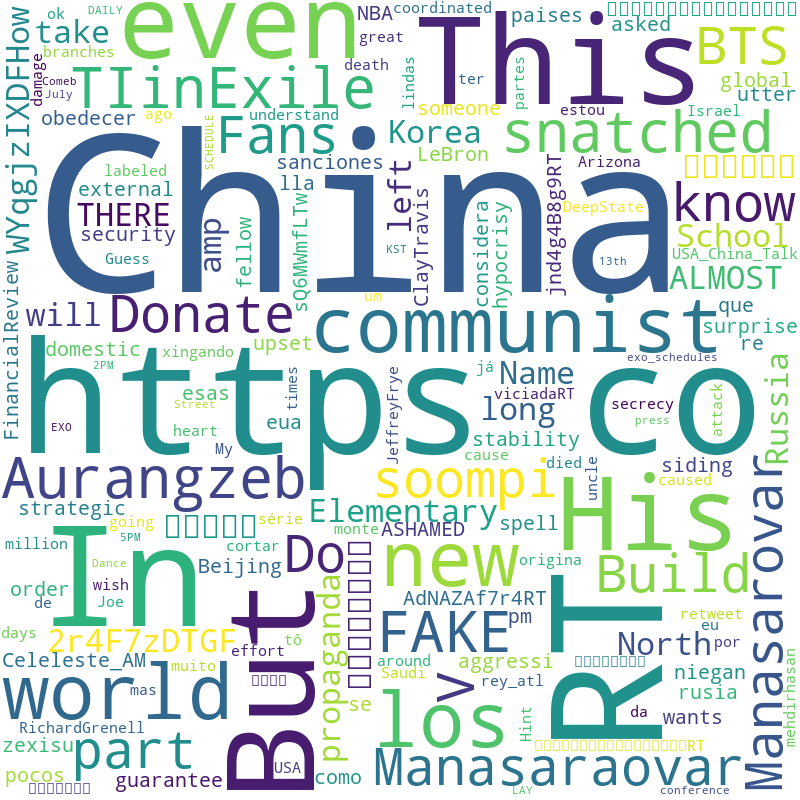 DAILY
ok
take
branches
even
NBA
coordinated
great
death
This
ter
paises
asked
BTS
global
utter
TIinExile
damage
Comeb
July
WYqgjzIXDFHow
obedecer
ago
understand
someone
lindas
partes
estou
Israel
Fans
Korea
snatched
SCHEDULE
sanciones
LeBron
Arizona
China
labeled
external
lla
left
THERE
security
amp
fellow
sQ6MWmfLTw
ClayTravis
considera
hypocrisy
jnd4g4B8g9RT
DeepState
know
School
USA_China_Talk
ALMOST
Guess
KST
13th
FinancialReview
will
Donate
um
communist
que
surprise
re
domestic
xingando
upset
2PM
https
co
exo_schedules
já
Name
viciadaRT
esas
Street
eua
times
long
secrecy
press
attack
Russia
EXO
heart
My
JeffreyFrye
stability
cause
died
uncle
siding
caused
Aurangzeb
soompi
His
Manasarovar
strategic
going
série
Elementary
spell
million
5PM
In
monte
ASHAMED
cortar
Beijing
Do
new
origina
Build
order
Joe
wish
Dance
de
But
propaganda
AdNAZAf7r4RT
pm
RT
retweet
days
2r4F7zDTGF
tô
FAKE
eu
North
por
effort
around
aggressi
Celeleste_AM
muito
Saudi
rey_atl
niegan
rusia
mehdirhasan
world
mas
se
los
v
Hint
da
wants
RichardGrenell
zexisu
part
USA
como
Manasaraovar
RT
pocos
guarantee
LAY
conference